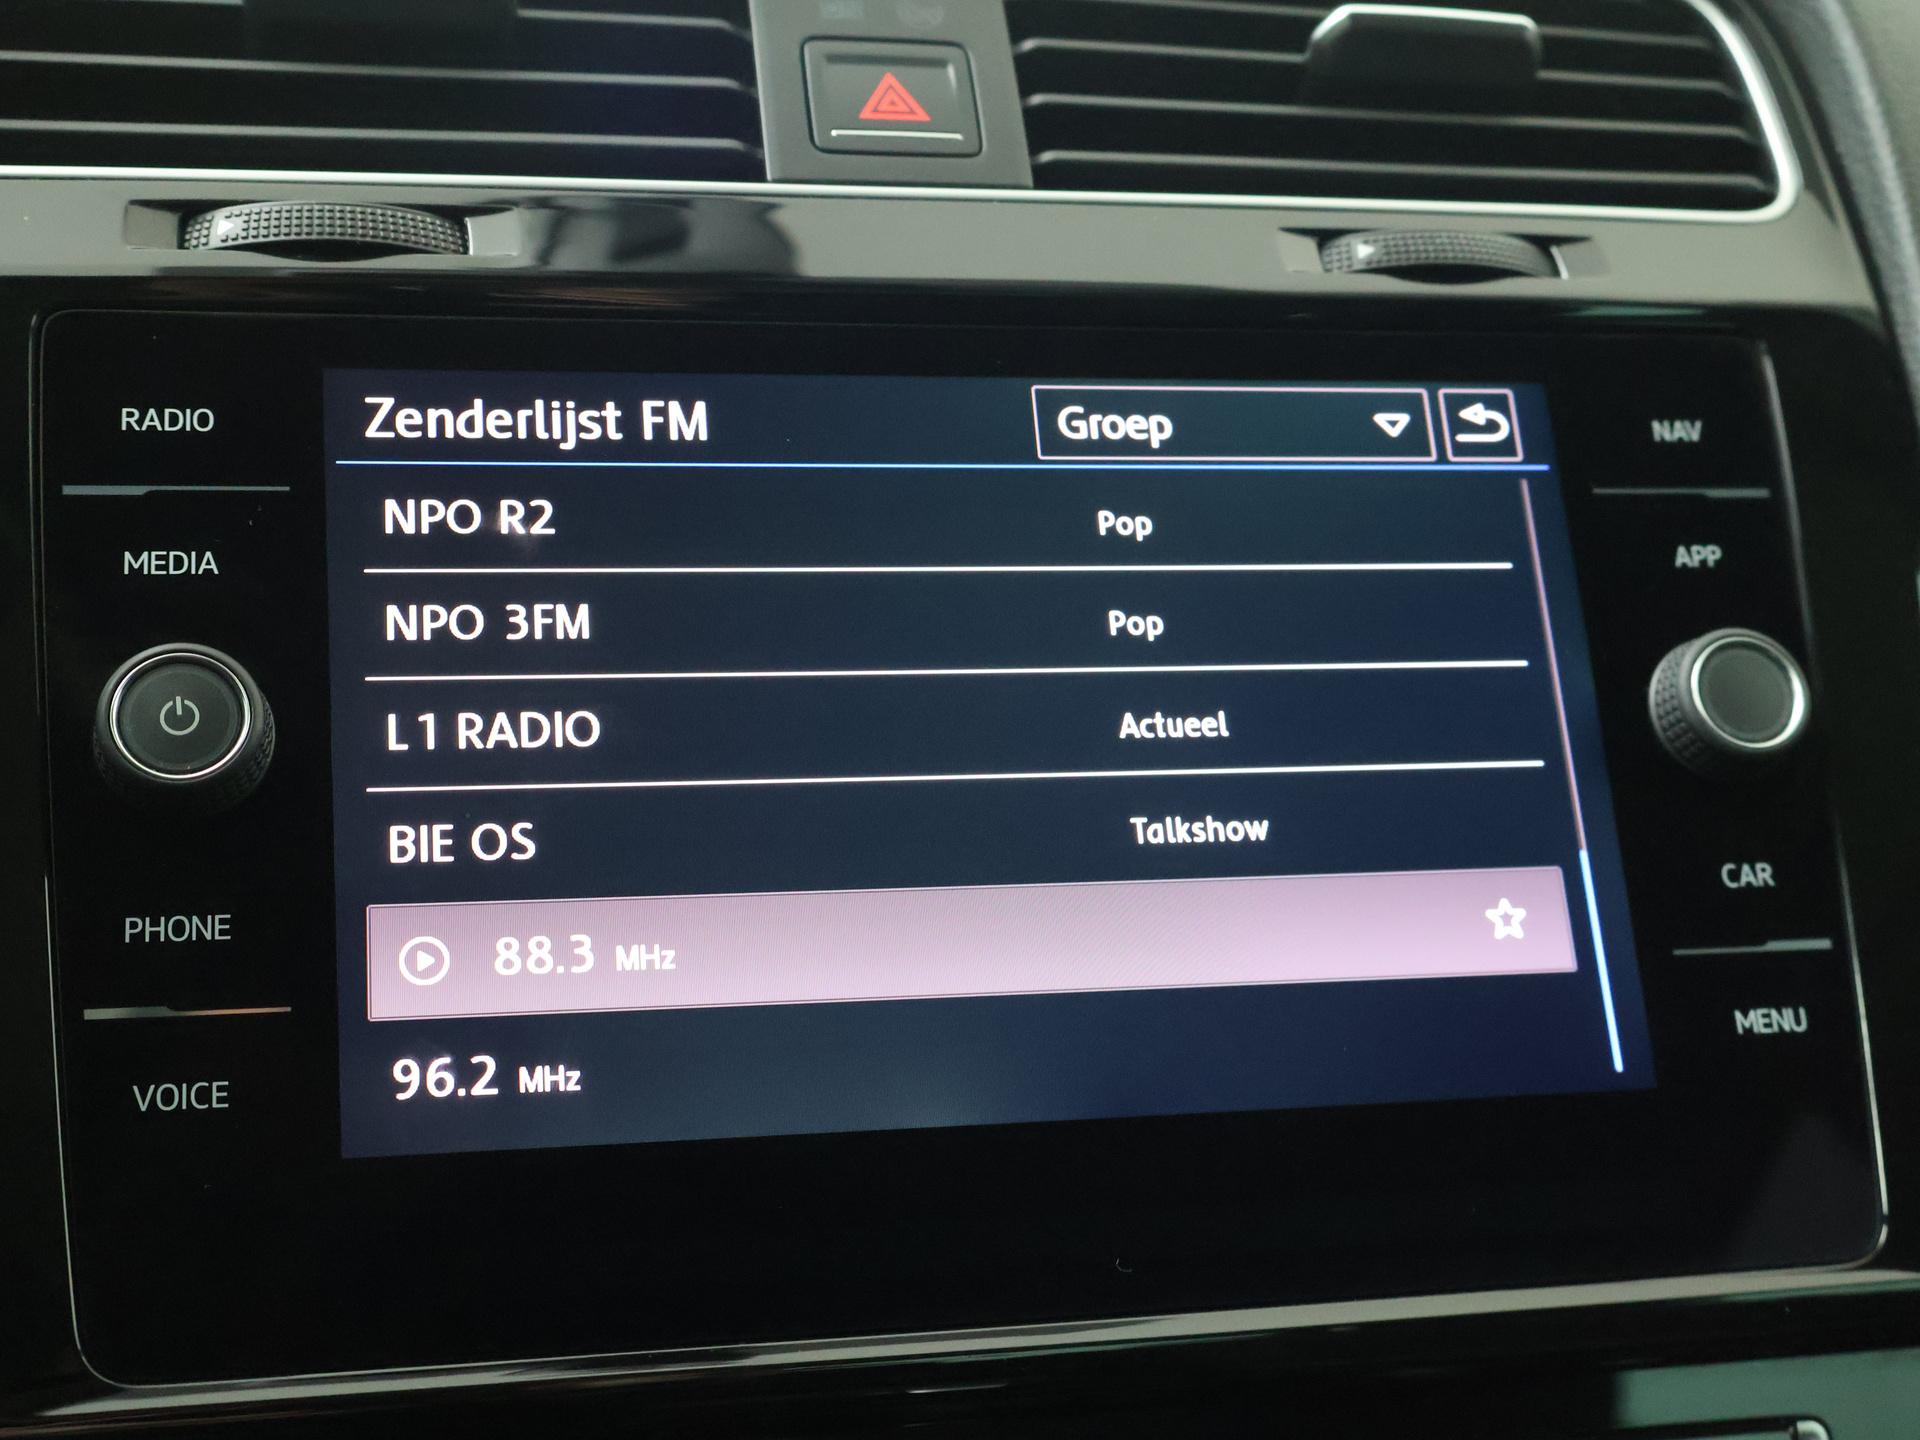 Zenderlijst FM Groep
NPO R2 Pop
NPO 3FM Pop
L1 RADIO Actueel
BIE OS Talkshow
88.3 MHz
96.2 MHz
RADIO
MEDIA
PHONE
VOICE
NAV
APP
CAR
MENU